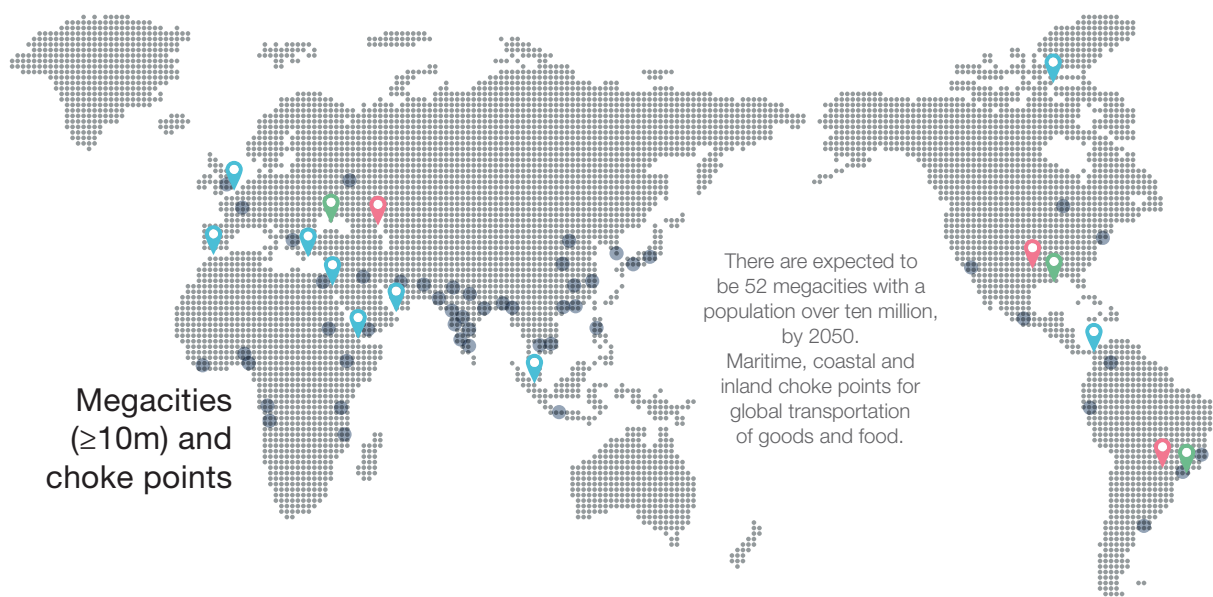 There are expected to
be 52 megacities with a
population over ten million,
by 2050.
Maritime, coastal and
inland choke points for
global transportation
of goods and food.
Megacities
(≥10m) and
choke points